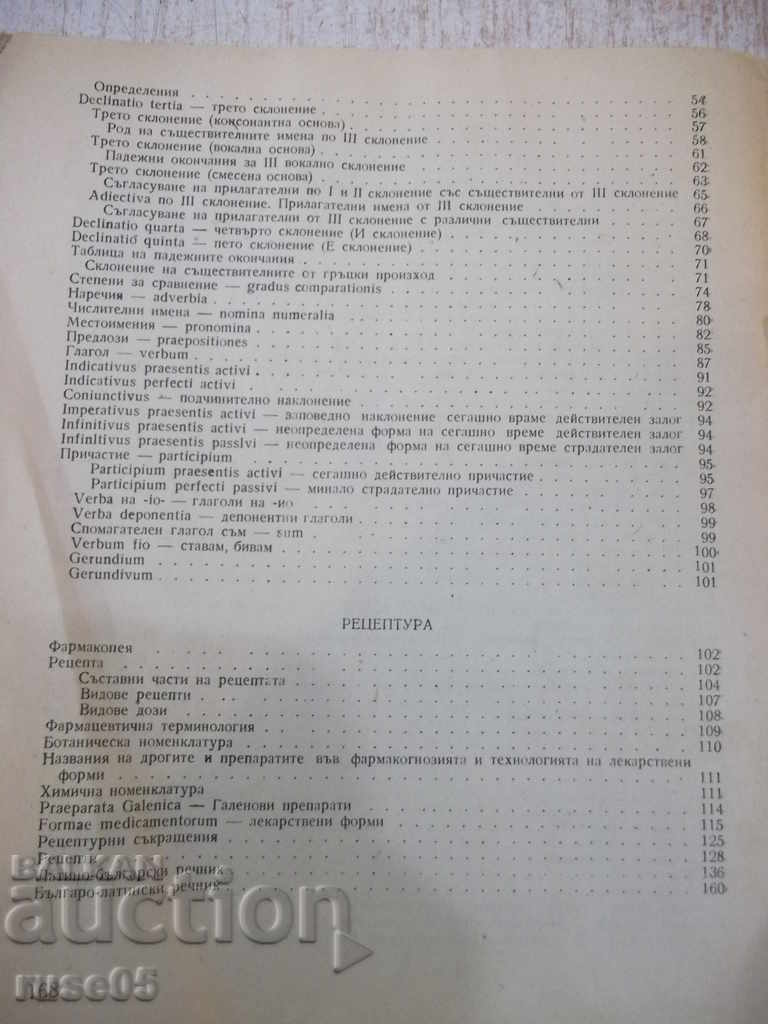 Определения 54
Declinatio tertia — трето склонение 56
Трето склонение (консонантна основа) 57
Род на съществителните имена по III склонение 58
Трето склонение (вокална основа) 61
Падежни окончания за III вокално склонение 62
Трето склонение (смесена основа) 63
Съгласуване на прилагателни по I и II склонение със съществителни от III склонение 65
Adiectiva по III склонение. Прилагателни имена от III склонение 66
Съгласуване на прилагателни от III склонение с различни съществителни 67
Declinatio quarta — четвърто склонение (И склонение) 68
Declinatio quinta — пето склонение (Е склонение) 70
Таблица на падежните окончания 71
Склонение на съществителните от гръцки произход 71
Степени за сравнение — gradus comparationis 74
Наречия — adverbia 78
Числителни имена — nomina numeralia 80
Местоимения — pronomina 82
Предлози — praepositiones 85
Глагол — verbum 87
Indicativus praesentis activi 91
Indicativus perfecti activi 92
Coniunctivus — подчинително наклонение 92
Imperativus praesentis activi — заповедно наклонение сегашно враме действителен залог 94
Infinitivus praesentis activi — неопределена форма на сегашно време действителен залог 94
Infinitivus praesentis passivi — неопределена форма на сегашно време страдателен залог 94
Причастие — participium 95
Participium praesentis activi — сегашно действително причастие 95
Participium perfecti passivi — минало страдателно причастие 97
Verba на -io- — глаголи на -ио 98
Verba deponentia — депонентни глаголи 99
Спомагателен глагол съм — sum 99
Verbum fio — ставам, бивам 100
Gerundium 101
Gerundivum 101
РЕЦЕПТУРА
Фармакопея 102
Рецепта 102
Съставни части на рецептата 104
Видове рецепти 107
Видове дози 108
Фармацевтична терминология 109
Ботаническа номенклатура 110
Названия на дрогите и препаратите във фармакогнозията и технологията на лекарствени
форми 111
Химична номенклатура 111
Praeparata Galenica — Галенови препарати 114
Formae medicamentorum — лекарствени форми 115
Рецептурни съкращения 125
Рецепти 128
Латино-български речник 136
Българо-латински речник 160
168
БАЛКАН
auction
ruse05